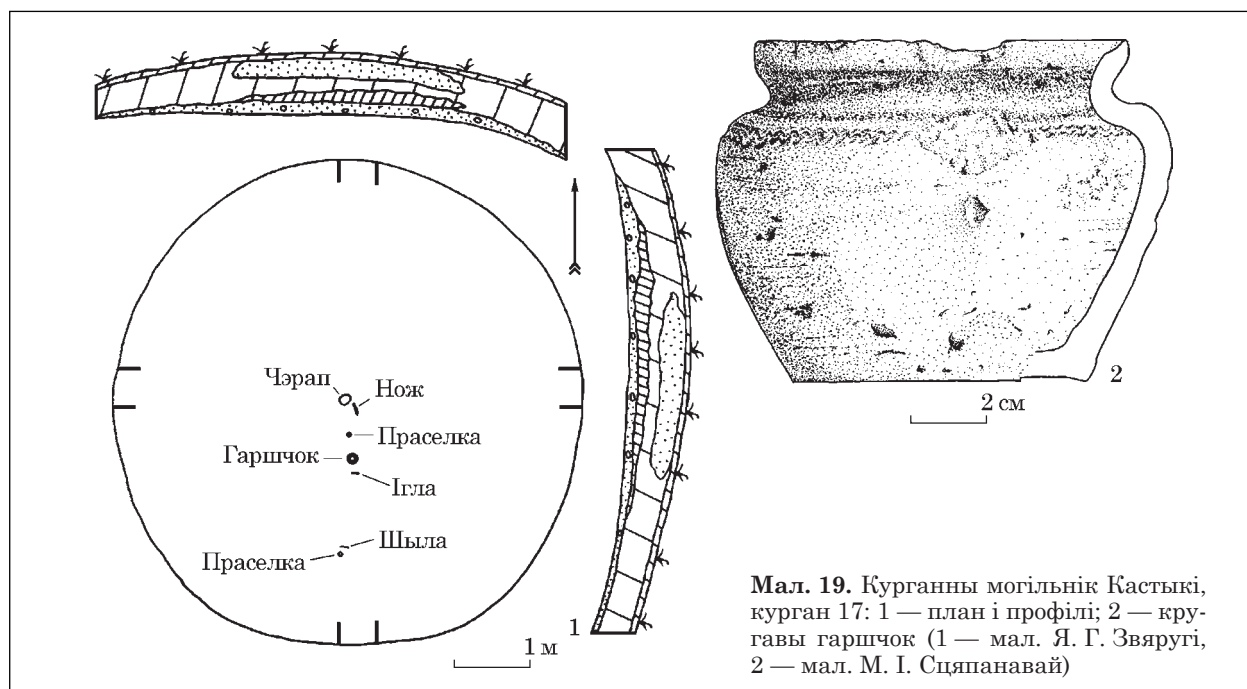 Чэрап
Нож
Праселка
Гаршчок
Ігла
Шыла
Праселка
1
1 м
2
2 см
Мал. 19. Курганны могільнік Кастыкі,
курган 17: 1 — план і профілі; 2 — кру-
гавы гаршчок (1 — мал. Я. Г. Звяругі,
2 — мал. М. І. Сцяпанавай)